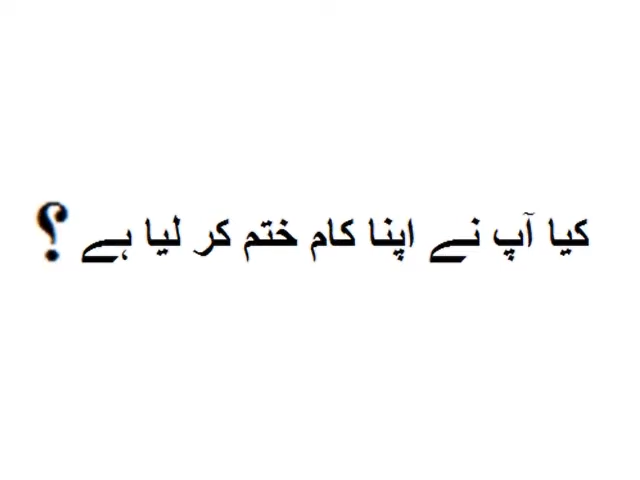 کیا آپ نے اپنا کام ختم کر لیا ہے ؟